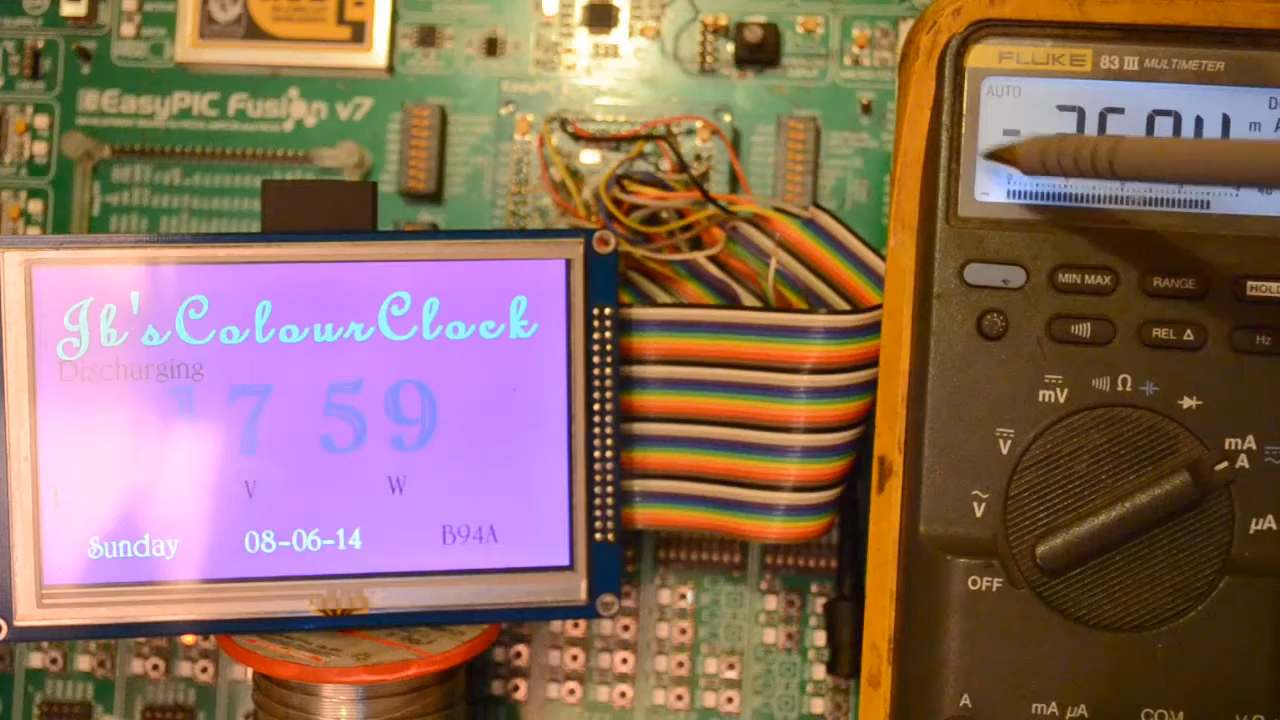 EasyPIC Fusion v7
FLUKE 83 III MULTIMETER
AUTO
m A
Jb'sColourClock
Discharging
17 59
V W
Sunday 08-06-14 B94A
MIN MAX RANGE HOLD
REL Δ Hz
mV Ω
V
mA
A
V
µA
OFF
A mA µA COM